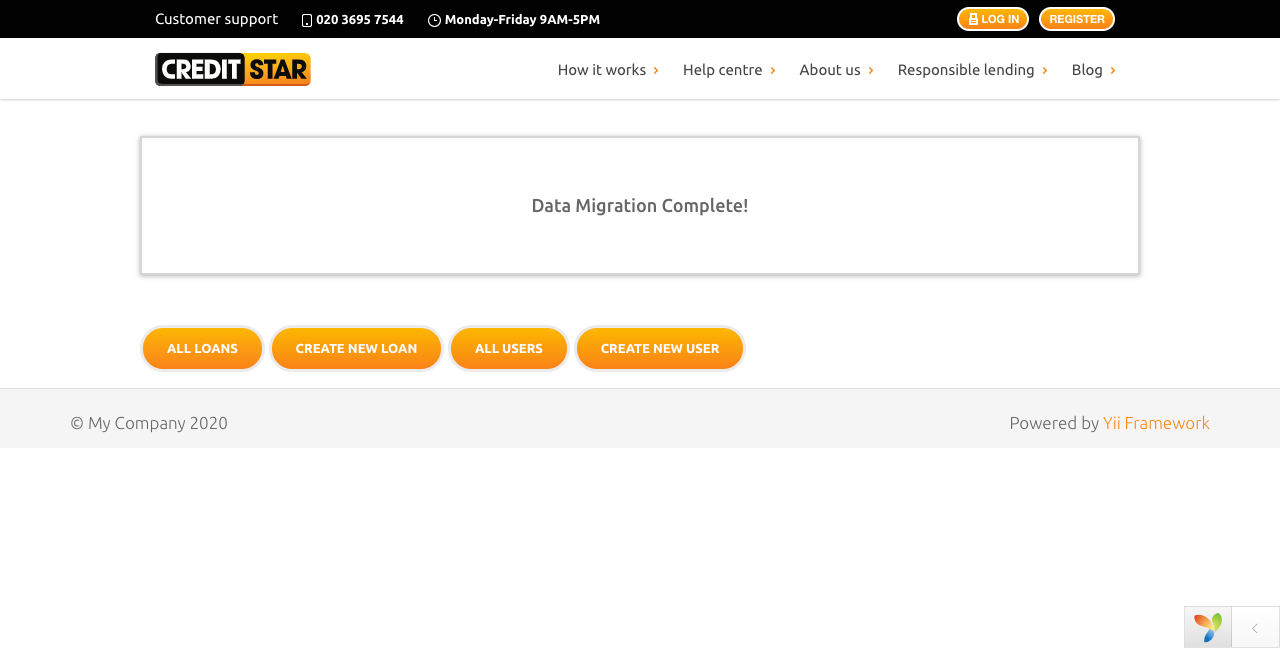 Customer support 020 3695 7544 Monday-Friday 9AM-5PM LOG IN REGISTER
CREDIT STAR How it works Help centre About us Responsible lending Blog
Data Migration Complete!
ALL LOANS CREATE NEW LOAN ALL USERS CREATE NEW USER
© My Company 2020 Powered by Yii Framework